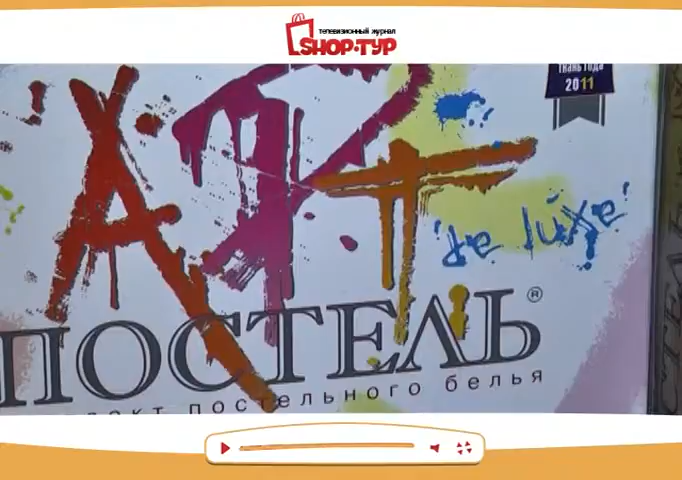 телевизионный журнал
SHOP-ТУР
ткань года
2011
АРТ
'de luxe'
ПОСТЕЛЬ®
постельного белья